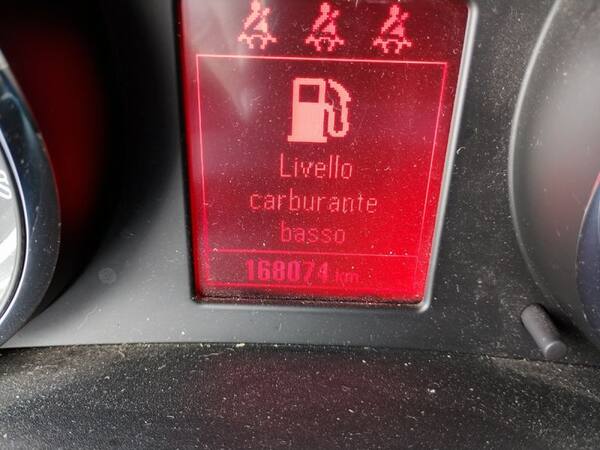 Livello
carburante
basso
168074 km